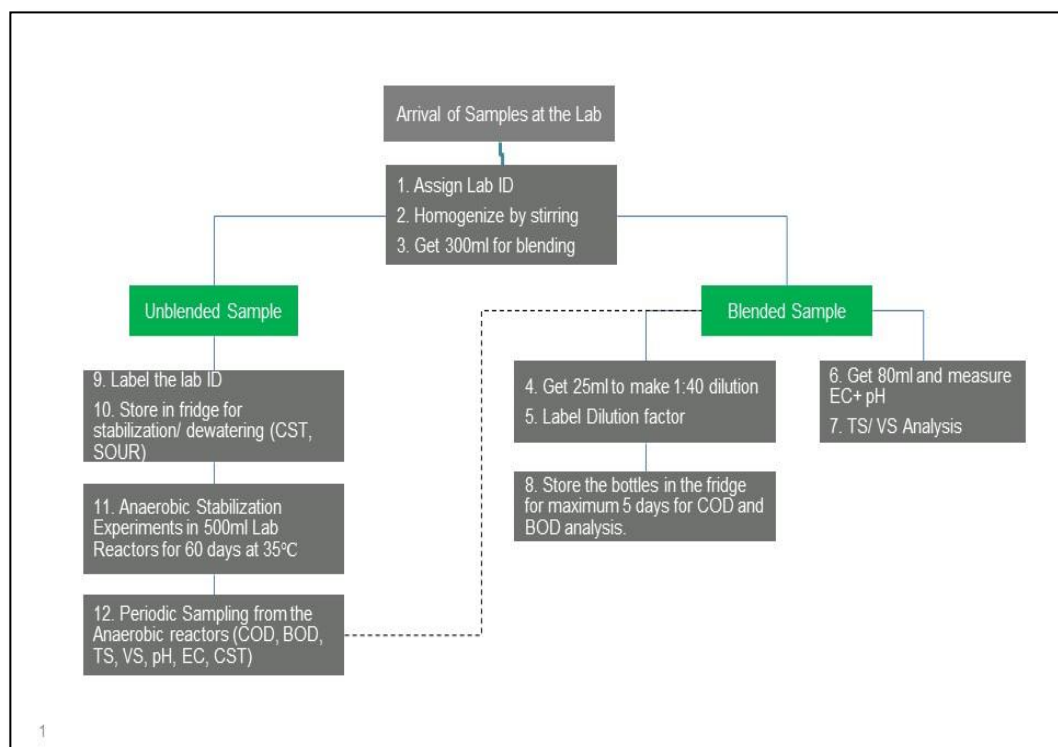 Arrival of Samples at the Lab
1. Assign Lab ID
2. Homogenize by stirring
3. Get 300ml for blending
Unblended Sample
Blended Sample
9. Label the lab ID
10. Store in fridge for
stabilization/ dewatering (CST,
SOUR)
11. Anaerobic Stabilization
Experiments in 500ml Lab
Reactors for 60 days at 35℃
12. Periodic Sampling from the
Anaerobic reactors (COD, BOD,
TS, VS, pH, EC, CST)
4. Get 25ml to make 1:40 dilution
5. Label Dilution factor
8. Store the bottles in the fridge
for maximum 5 days for COD and
BOD analysis.
6. Get 80ml and measure
EC+ pH
7. TS/ VS Analysis
1